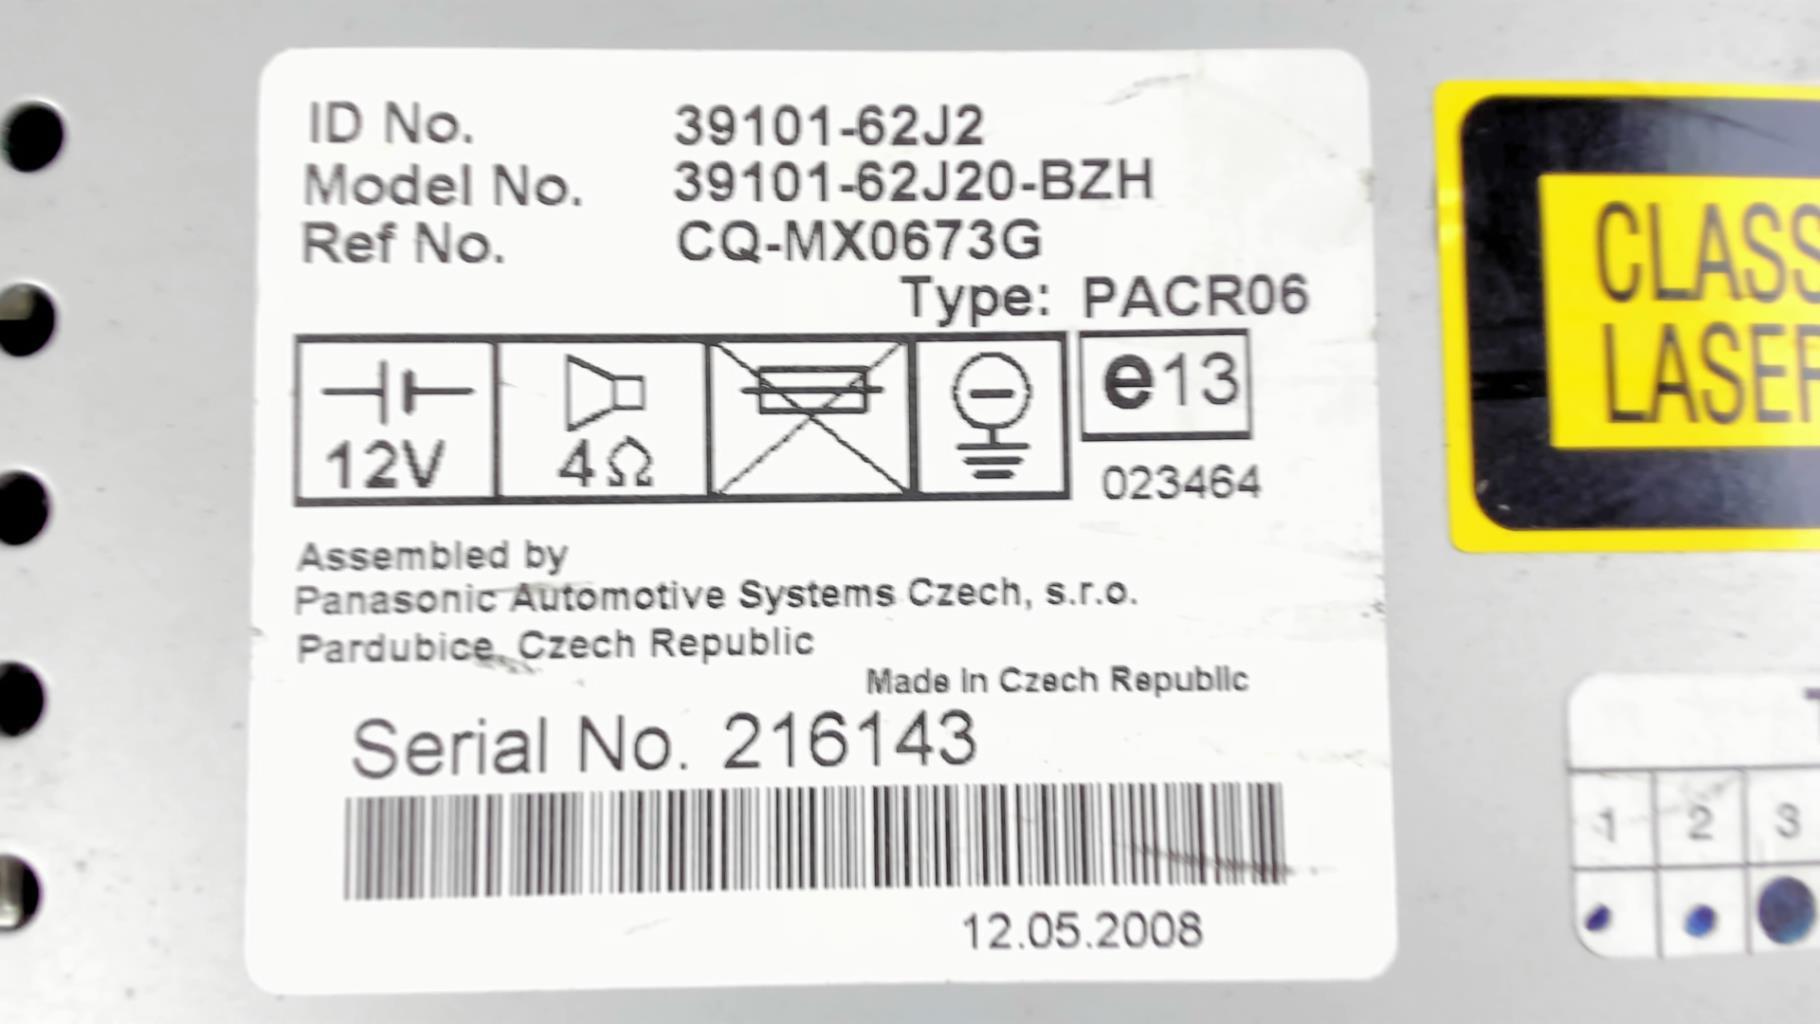 ID No. 39101-62J2
Model No. 39101-62J20-BZH
Ref No. CQ-MX0673G
Type: PACR06
12V
4Ω
e13
023464
Assembled by
Panasonic Automotive Systems Czech, s.r.o.
Pardubice, Czech Republic
Made in Czech Republic
Serial No. 216143
12.05.2008
CLASS
LASER
1 2 3